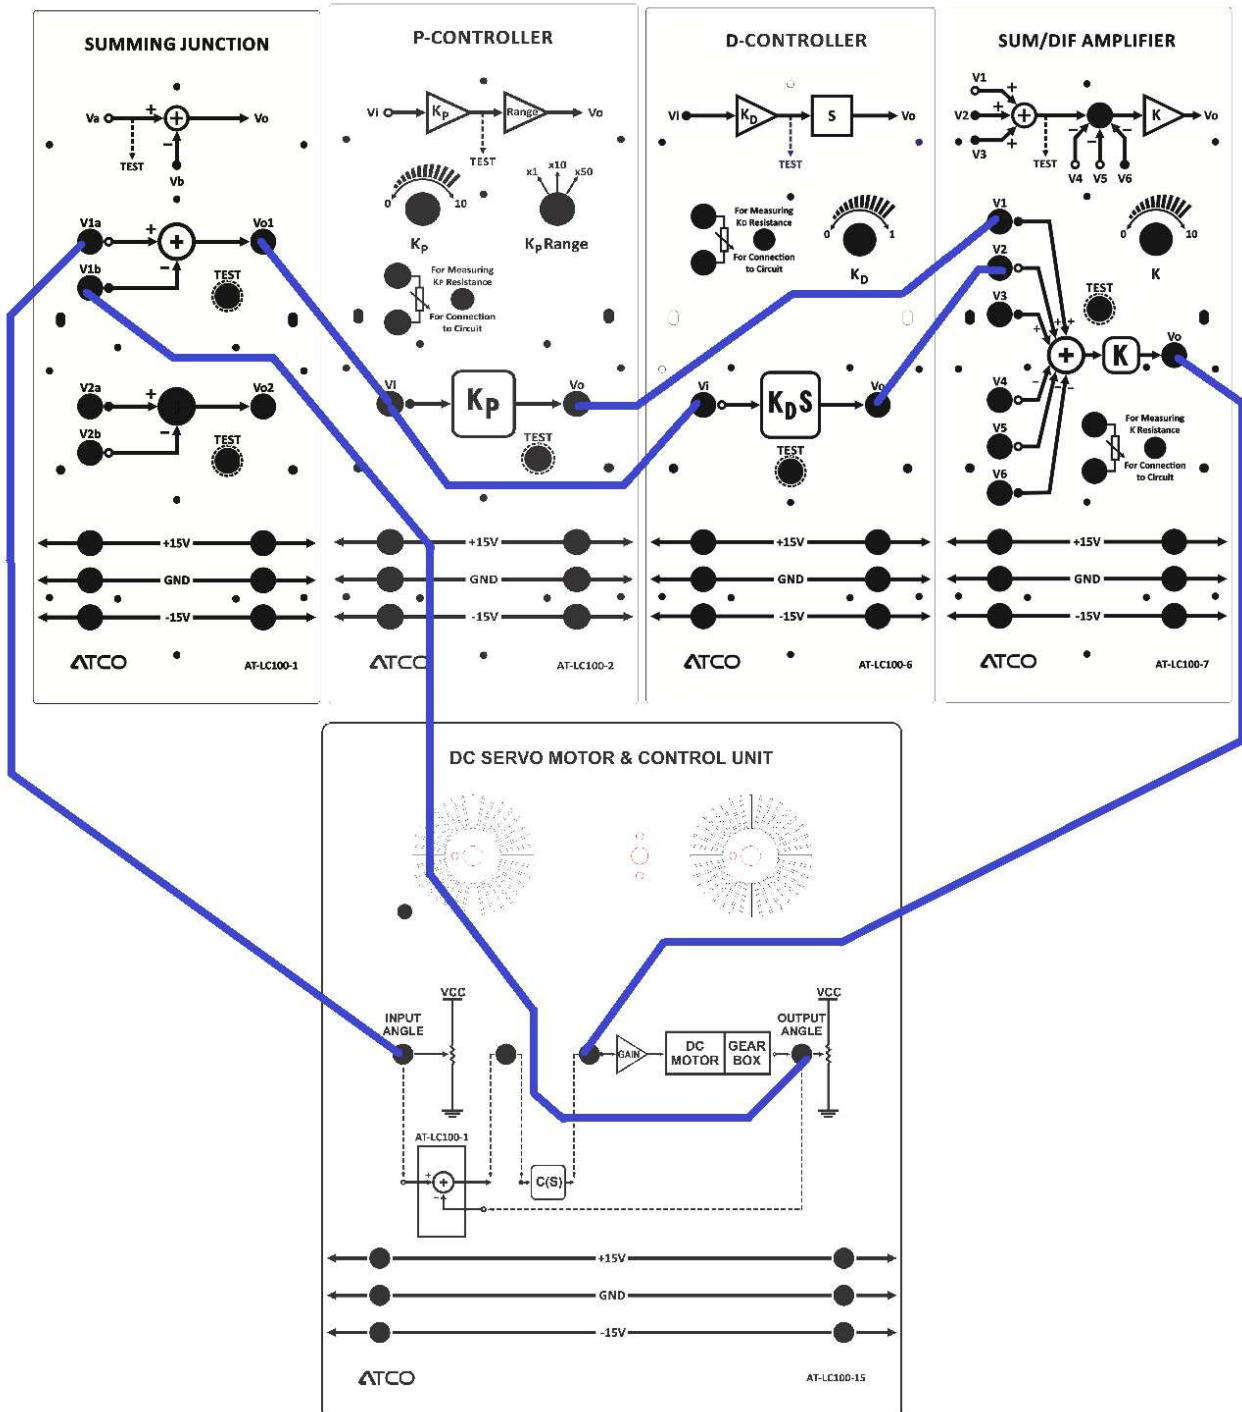 SUMMING JUNCTION
Va
+
Vo
−
TEST
Vb
V1a
+
Vo1
V1b
−
TEST
V2a
+
Vo2
V2b
−
TEST
+15V
GND
-15V
ATCO
AT-LC100-1
P-CONTROLLER
Vi
KP
Range
Vo
TEST
0
10
KP
x1
x10
x50
KP Range
For Measuring
KP Resistance
For Connection
to Circuit
Vi
KP
Vo
TEST
+15V
GND
-15V
ATCO
AT-LC100-2
D-CONTROLLER
Vi
KD
S
Vo
TEST
For Measuring
KD Resistance
For Connection
to Circuit
0
1
KD
Vi
KDS
Vo
TEST
+15V
GND
-15V
AT-LC100-6
SUM/DIF AMPLIFIER
V1
+
V2
+
V3
+
TEST
−
−
−
V4
V5
V6
K
Vo
V1
V2
V3
TEST
0
10
K
+
+
+
+
K
Vo
V4
V5
V6
−
−
−
For Measuring
K Resistance
For Connection
to Circuit
+15V
GND
-15V
ATCO
AT-LC100-7
DC SERVO MOTOR & CONTROL UNIT
INPUT
ANGLE
VCC
GAIN
DC
MOTOR
GEAR
BOX
OUTPUT
ANGLE
VCC
AT-LC100-1
+
−
C(S)
+15V
GND
-15V
ATCO
AT-LC100-15